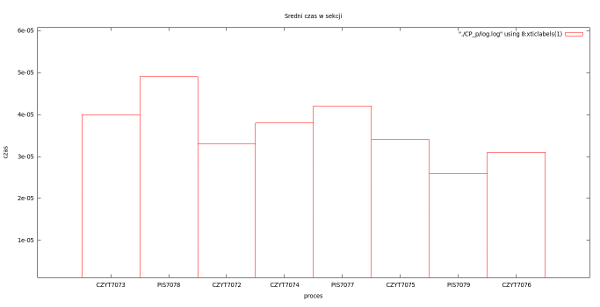 Sredni czas w sekcji
"./CP_p/log.log" using 8:xticlabels(1)
6e-05
5e-05
4e-05
3e-05
2e-05
1e-05
czas
CZYT7073 PIS7078 CZYT7072 CZYT7074 PIS7077 CZYT7075 PIS7079 CZYT7076
proces